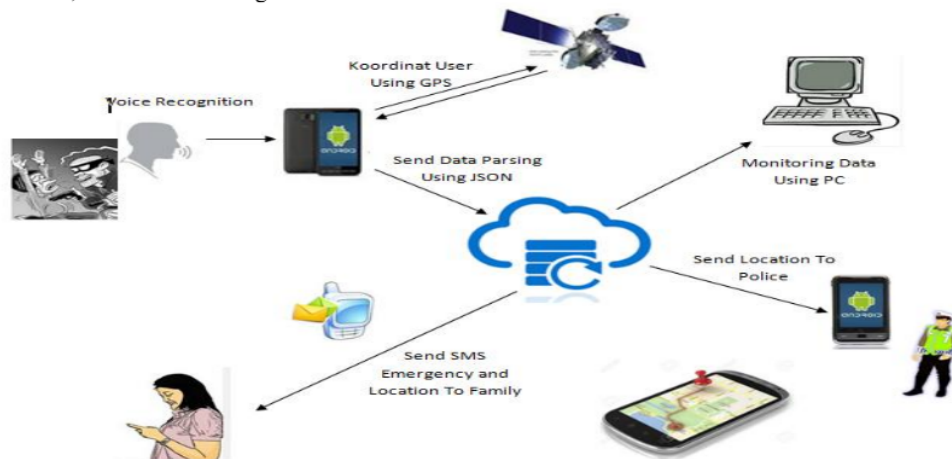 Koordinat User
Using GPS
Voice Recognition
Send Data Parsing
Using JSON
Monitoring Data
Using PC
Send Location To
Police
Send SMS
Emergency and
Location To Family